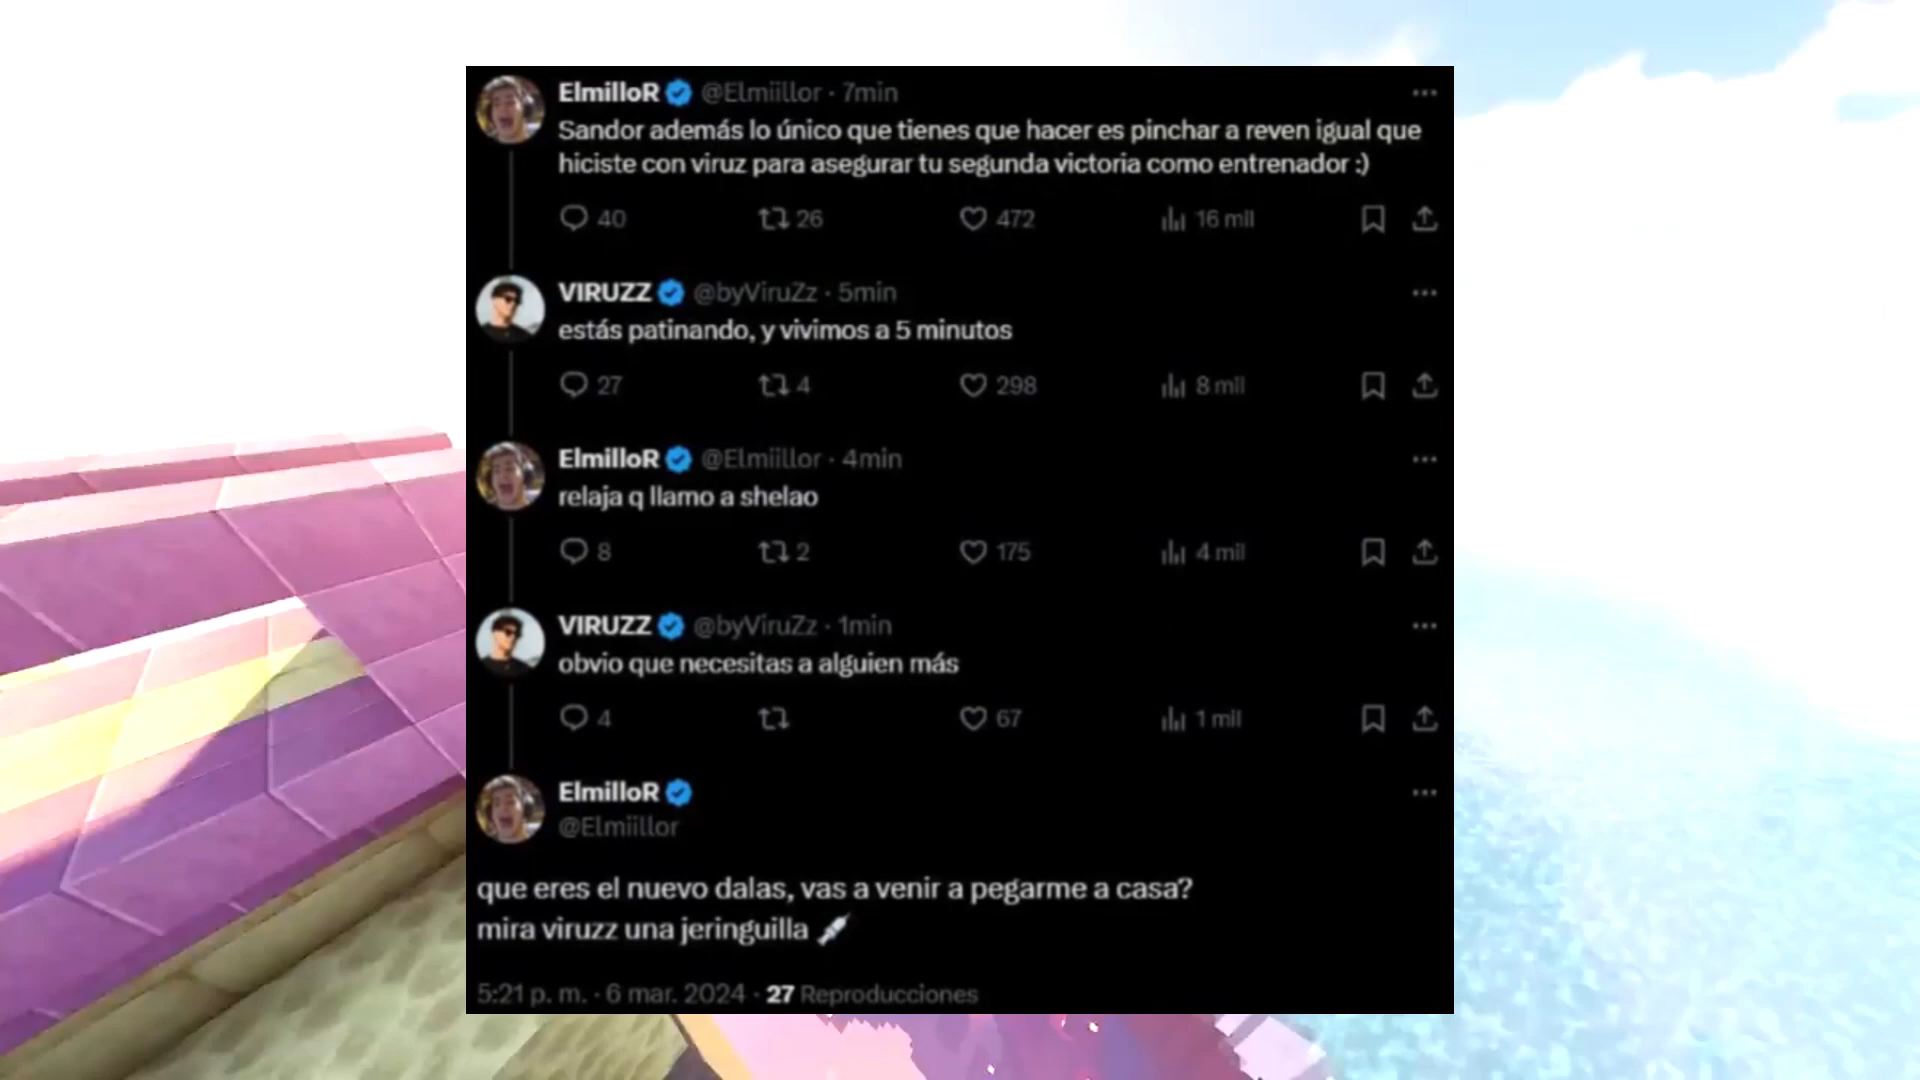 ElmilloR @Elmiillor · 7min
Sandor además lo único que tienes que hacer es pinchar a reven igual que
hiciste con viruz para asegurar tu segunda victoria como entrenador :)
40 26 472 16 mil
VIRUZZ @byViruZz · 5min
estás patinando, y vivimos a 5 minutos
27 4 298 8 mil
ElmilloR @Elmiillor · 4min
relaja q llamo a shelao
8 2 175 4 mil
VIRUZZ @byViruZz · 1min
obvio que necesitas a alguien más
4 67 1 mil
ElmilloR
@Elmiillor
que eres el nuevo dalas, vas a venir a pegarme a casa?
mira viruzz una jeringuilla
5:21 p. m. · 6 mar. 2024 · 27 Reproducciones